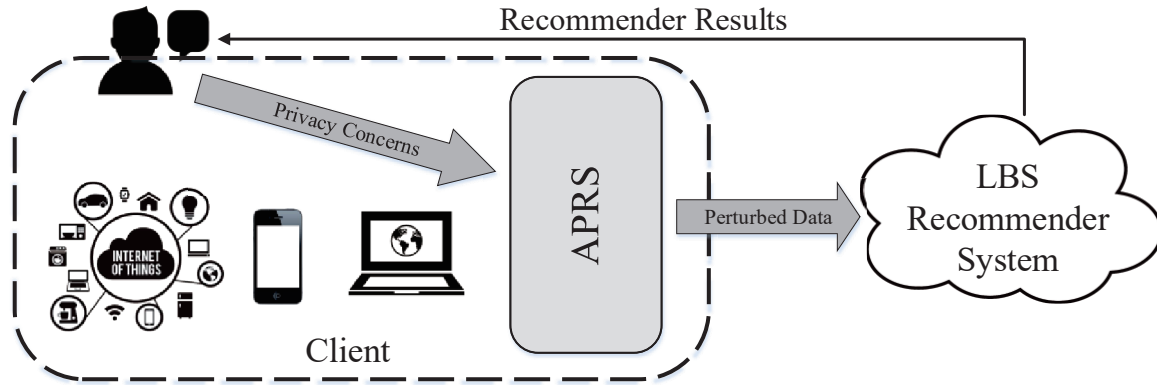 Recommender Results
Privacy Concerns
APRS
Perturbed Data
LBS
Recommender
System
INTERNET
OF THINGS
Client